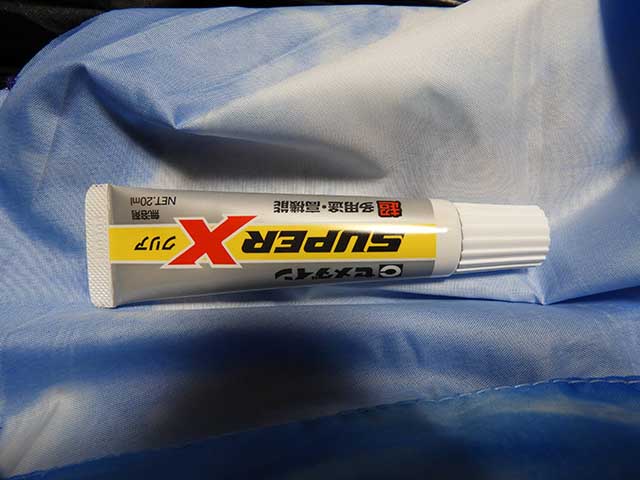 セメダイン
SUPER X クリア
超多用途・高機能 無溶剤
NET.20ml